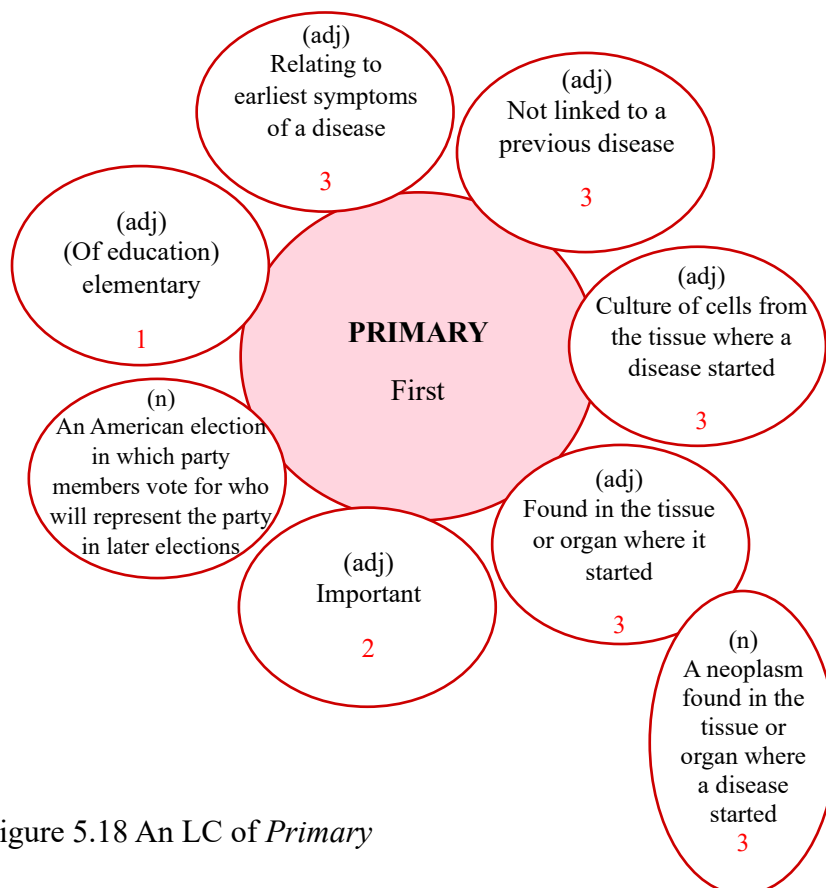 (adj)
Relating to
earliest symptoms
of a disease
3
(adj)
Not linked to a
previous disease
3
(adj)
(Of education)
elementary
1
PRIMARY
First
(adj)
Culture of cells from
the tissue where a
disease started
3
(n)
An American election
in which party
members vote for who
will represent the party
in later elections
(adj)
Important
2
(adj)
Found in the tissue
or organ where it
started
3
(n)
A neoplasm
found in the
tissue or
organ where
a disease
started
3
igure 5.18 An LC of Primary